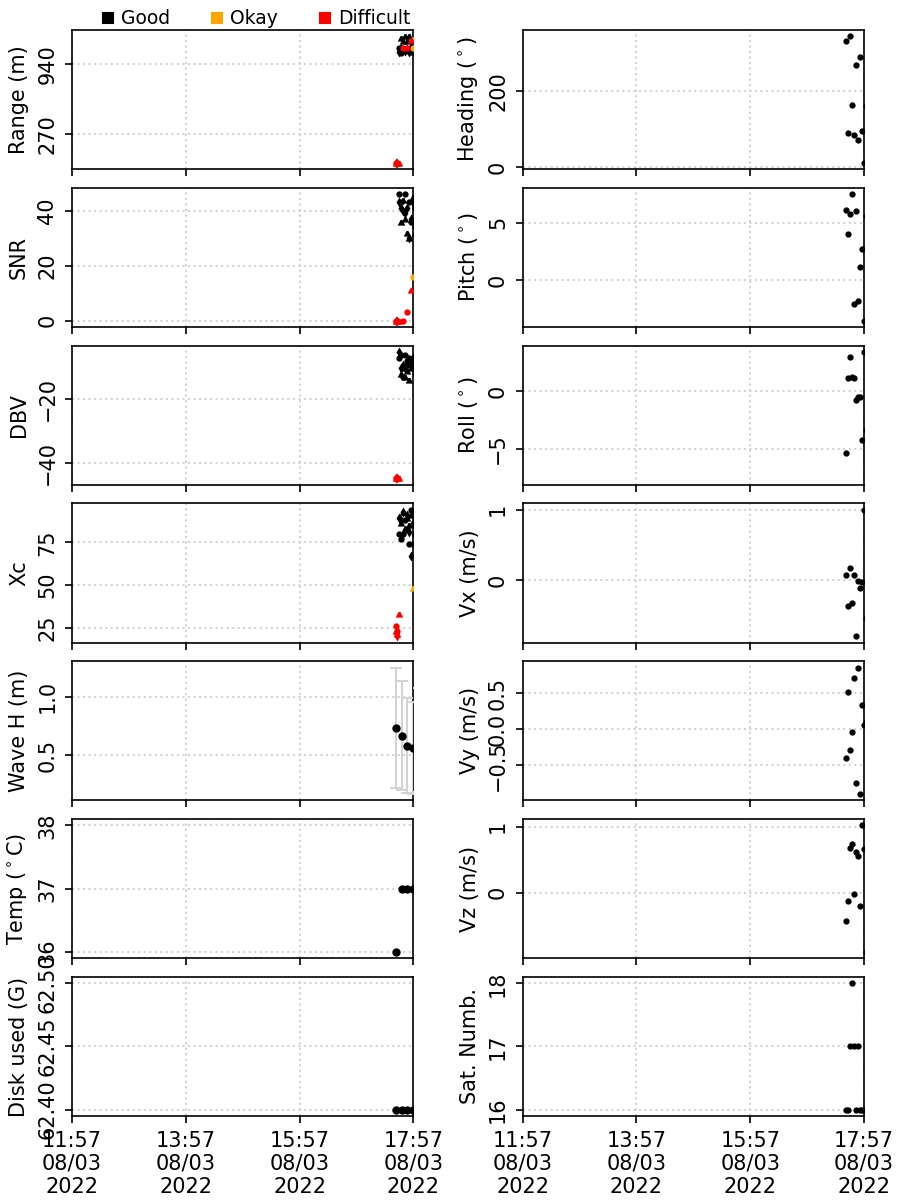 Good Okay Difficult
Range (m)
940
270
Heading (°)
200
0
SNR
40
20
0
Pitch (°)
5
0
DBV
−20
−40
Roll (°)
0
−5
Xc
75
50
25
Vx (m/s)
1
0
Wave H (m)
1.0
0.5
Vy (m/s)
0.5
0.0
−0.5
Temp (°C)
38
37
36
Vz (m/s)
1
0
Disk used (G)
62.50
62.45
62.40
Sat. Numb.
18
17
16
11:57 13:57 15:57 17:57
08/03 08/03 08/03 08/03
2022 2022 2022 2022
11:57 13:57 15:57 17:57
08/03 08/03 08/03 08/03
2022 2022 2022 2022